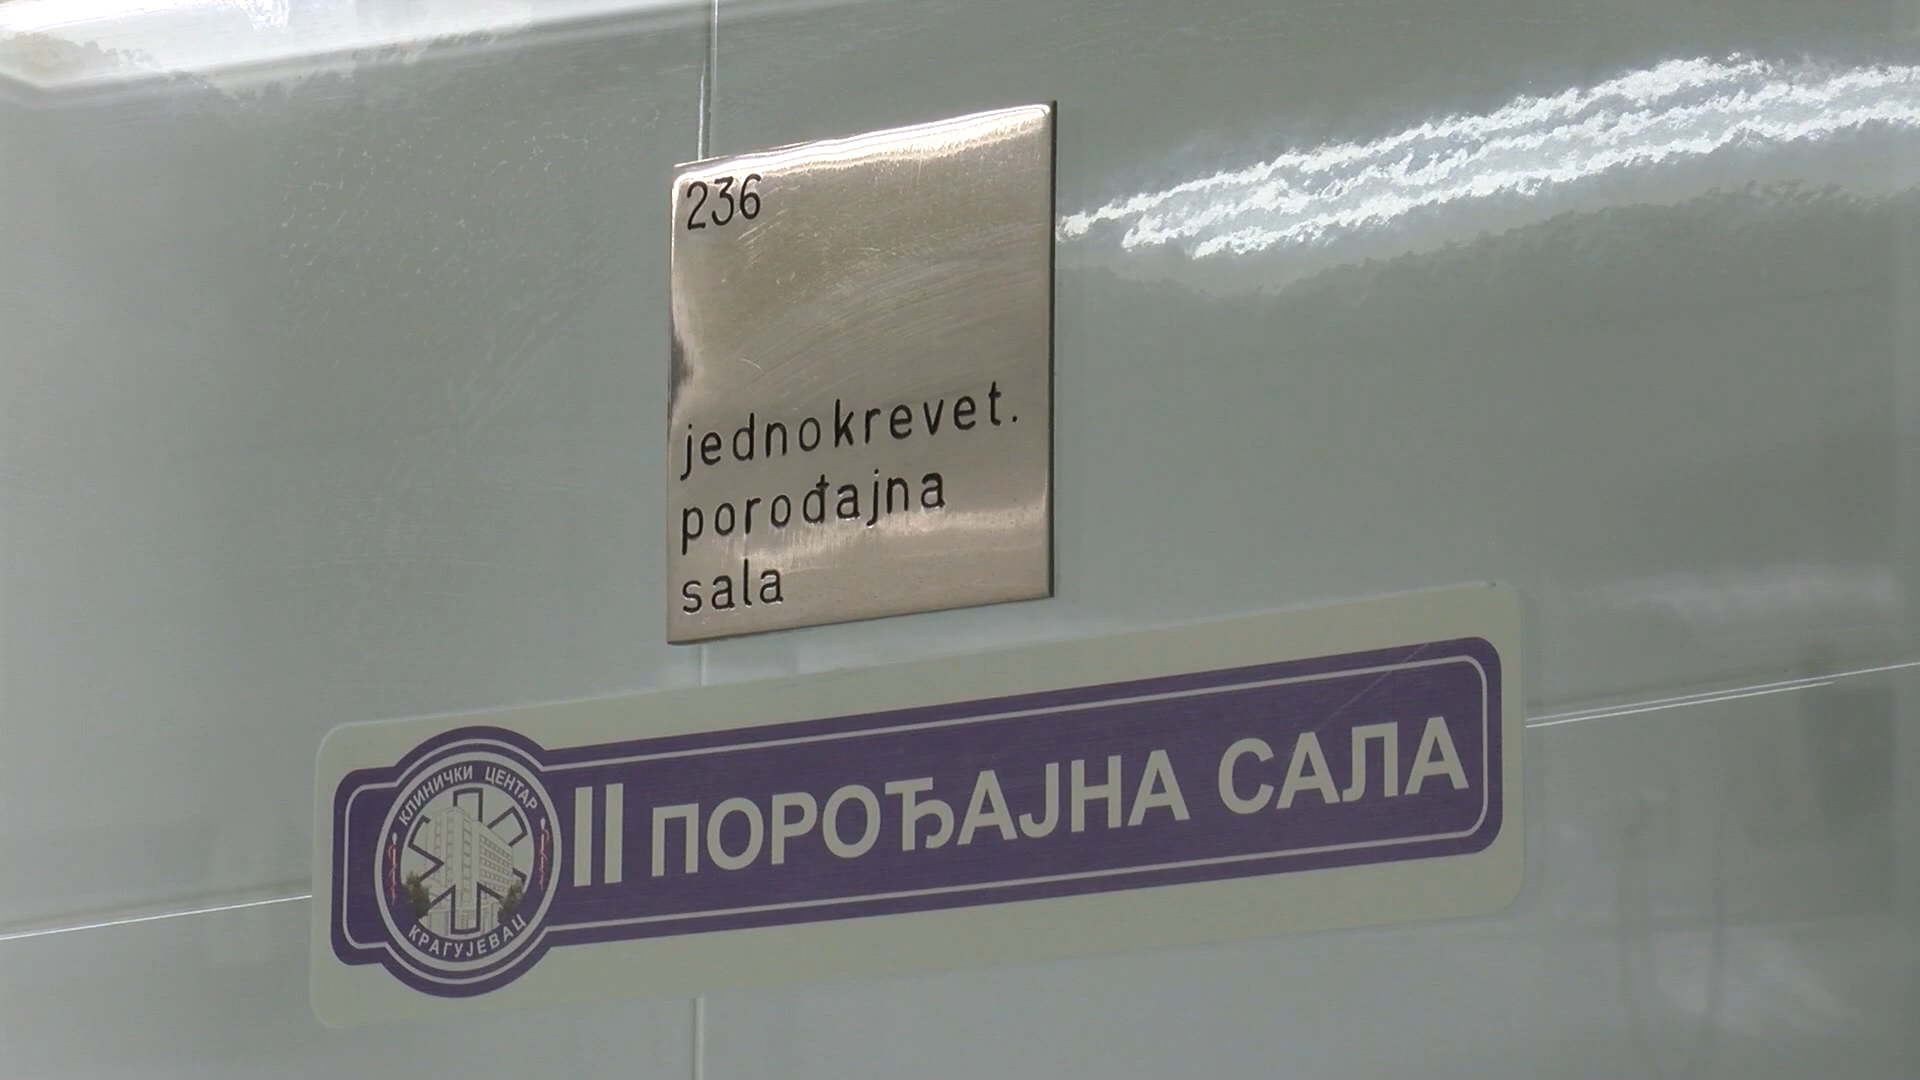 236
jednokrevet.
porođajna
sala
II ПОРОЂАЈНА САЛА
КЛИНИЧКИ ЦЕНТАР
КРАГУЈЕВАЦ